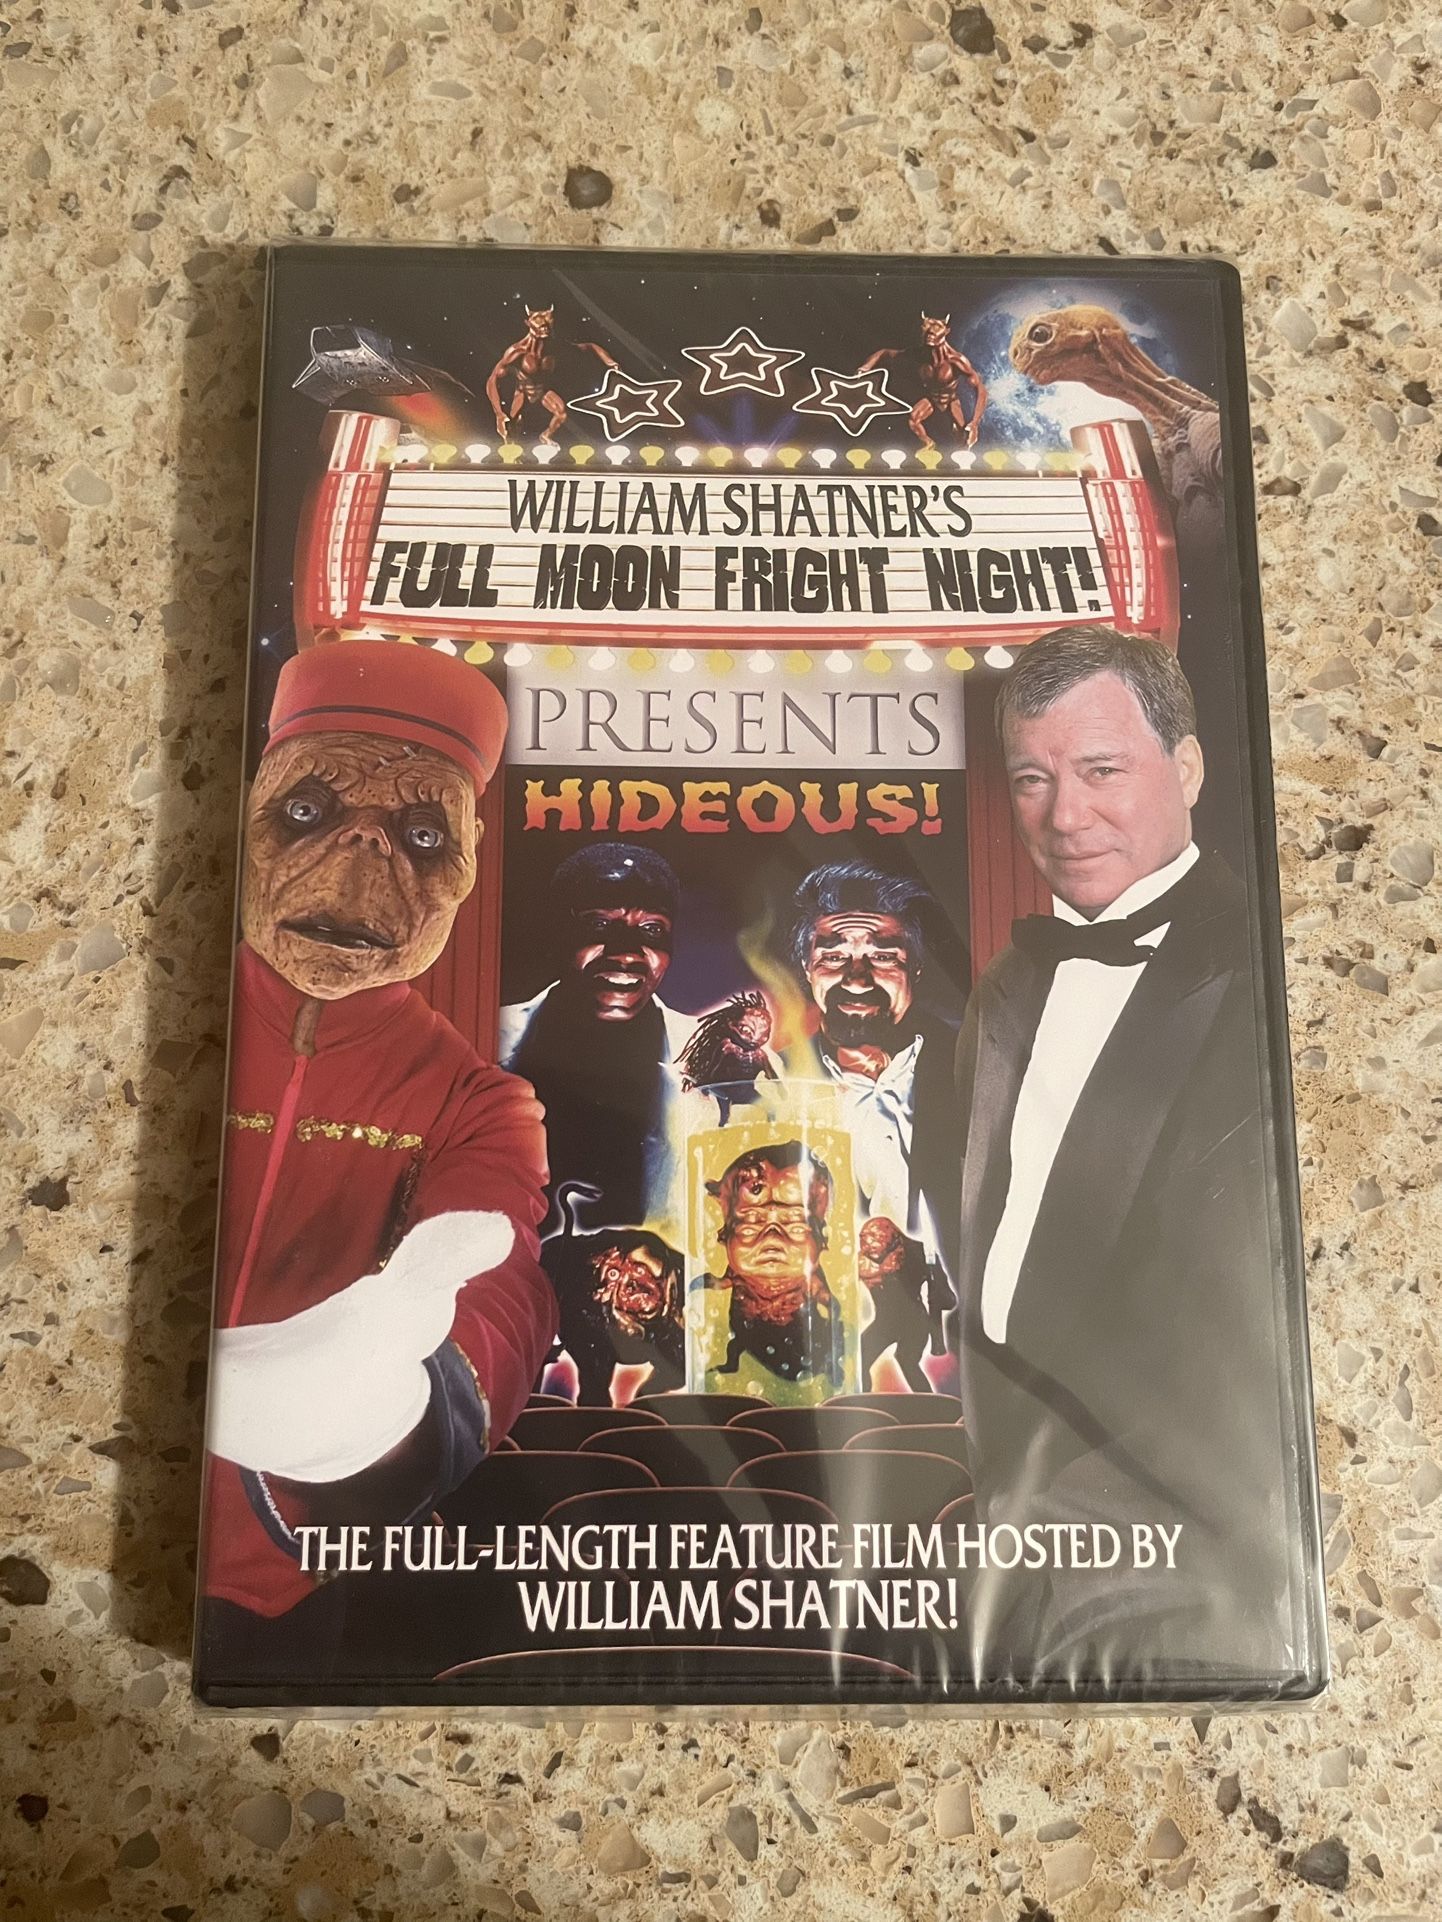 WILLIAM SHATNER'S
FULL MOON FRIGHT NIGHT!
PRESENTS
HIDEOUS!
THE FULL-LENGTH FEATURE FILM HOSTED BY
WILLIAM SHATNER!